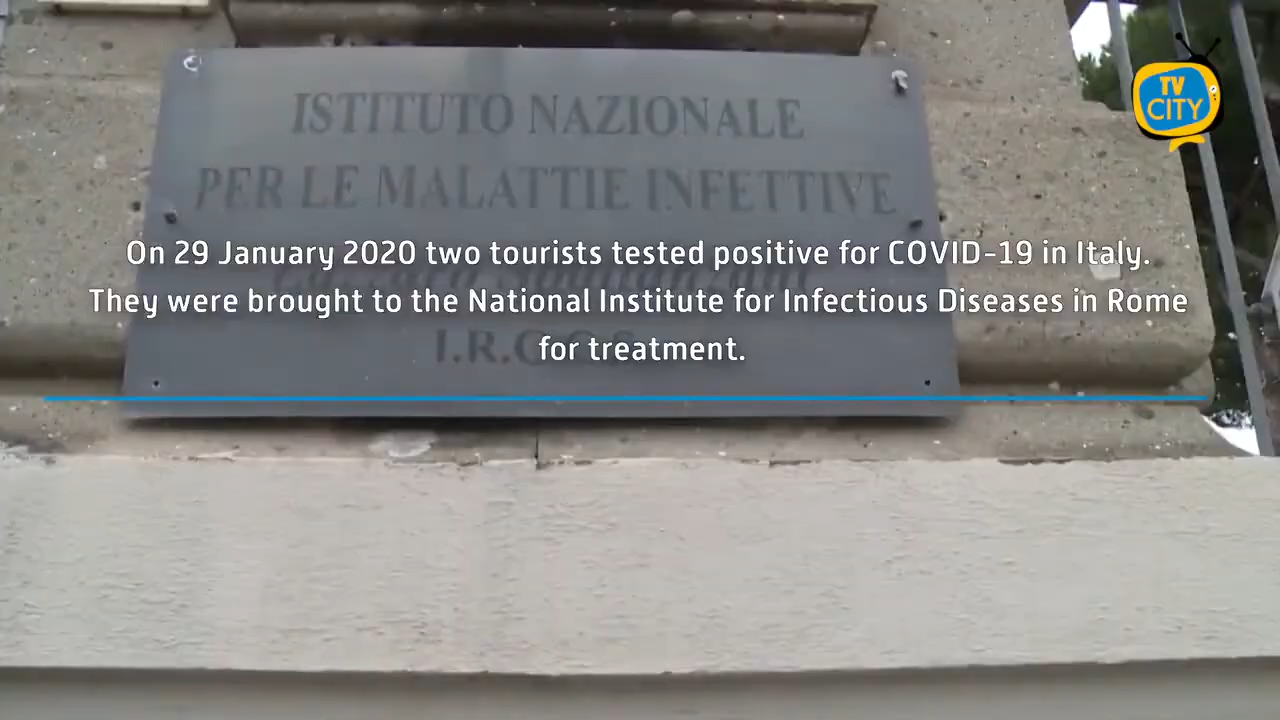 TV
CITY
ISTITUTO NAZIONALE
PER LE MALATTIE INFETTIVE
On 29 January 2020 two tourists tested positive for COVID-19 in Italy.
They were brought to the National Institute for Infectious Diseases in Rome
for treatment.